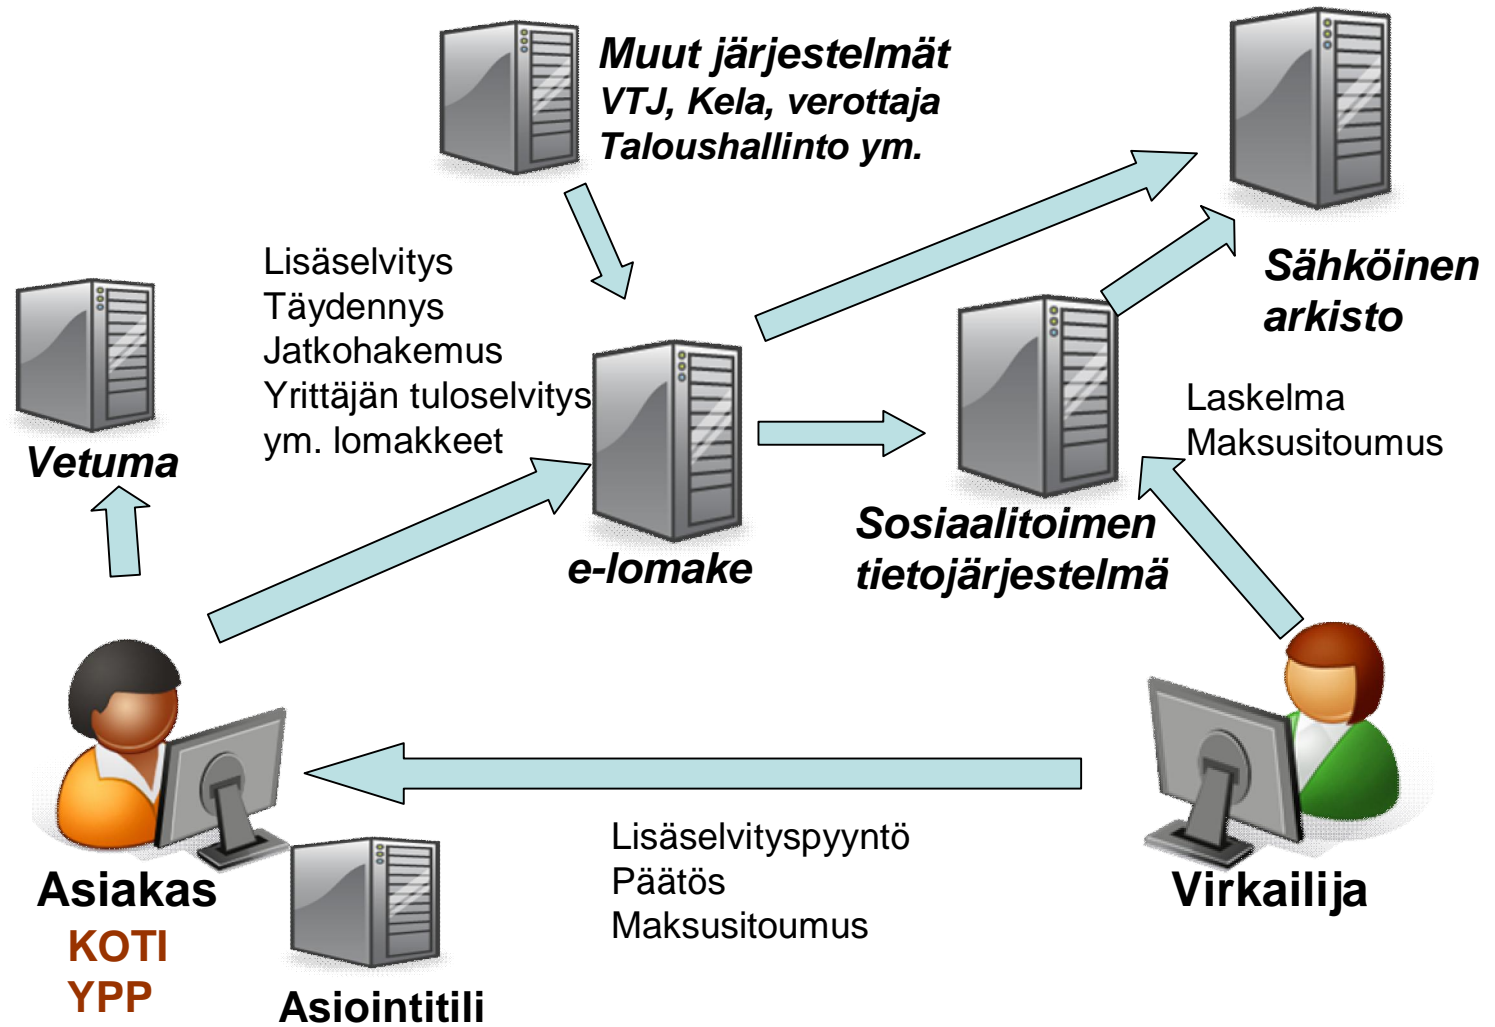 Muut järjestelmät
VTJ, Kela, verottaja
Taloushallinto ym.
Sähköinen
arkisto
Lisäselvitys
Täydennys
Jatkohakemus
Yrittäjän tuloselvitys
ym. lomakkeet
Vetuma
e-lomake
Laskelma
Maksusitoumus
Sosiaalitoimen
tietojärjestelmä
Asiakas
KOTI
YPP
Asiointitili
Lisäselvityspyyntö
Päätös
Maksusitoumus
Virkailija